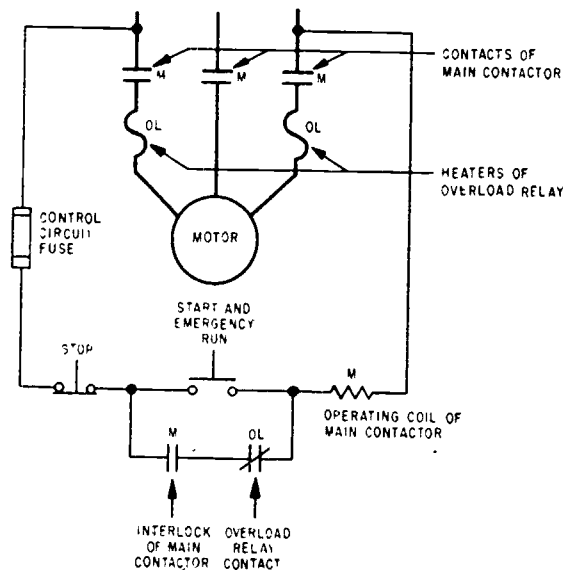 CONTACTS OF
MAIN CONTACTOR
M
M
M
OL
OL
HEATERS OF
OVERLOAD RELAY
CONTROL
CIRCUIT
FUSE
MOTOR
START AND
EMERGENCY
RUN
STOP
M
OPERATING COIL OF
MAIN CONTACTOR
M
OL
INTERLOCK
OF MAIN
CONTACTOR
OVERLOAD
RELAY
CONTACT